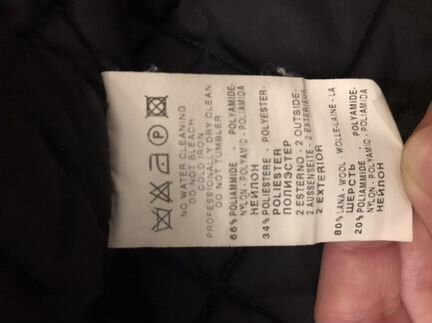 NO WATER CLEANING
DO NOT BLEACH
COLD IRON
PROFESSIONALLY DRY CLEAN
DO NOT TUMBLER
66% POLIAMMIDE - POLYAMIDE-
NYLON - POLYAMID - POLIAMIDA
НЕЙЛОН
34% POLIESTERE - POLYESTER-
POLIESTER
ПОЛИЭСТЕР
2 ESTERNO - 2 OUTSIDE-
2 AUSSENSEITE - 2 EXTERIEUR
2 EXTERIOR
80% LANA - WOOL - WOLLE - LAINE - LA
ШЕРСТЬ
20% POLIAMMIDE - POLYAMIDE-
NYLON - POLYAMID - POLIAMIDA
НЕЙЛОН